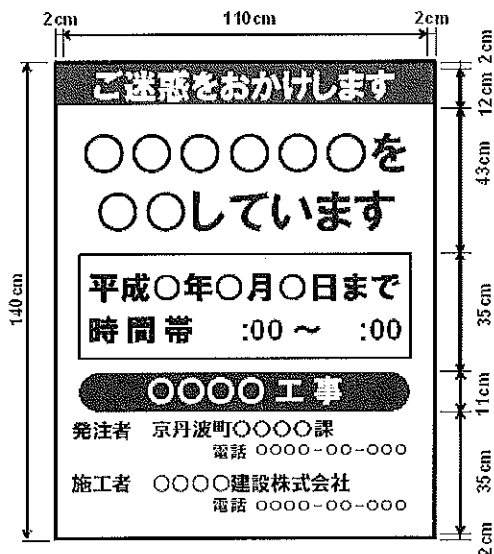 2cm 110cm 2cm
2cm
ご迷惑をおかけします
12cm
○○○○○○を
43cm
○○しています
140cm
平成○年○月○日まで
35cm
時間帯 :00～ :00
○○○○工事
11cm
発注者 京丹波町○○○○課
電話 ○○○○-○○-○○○
35cm
施工者 ○○○○建設株式会社
電話 ○○○○-○○-○○○
2cm